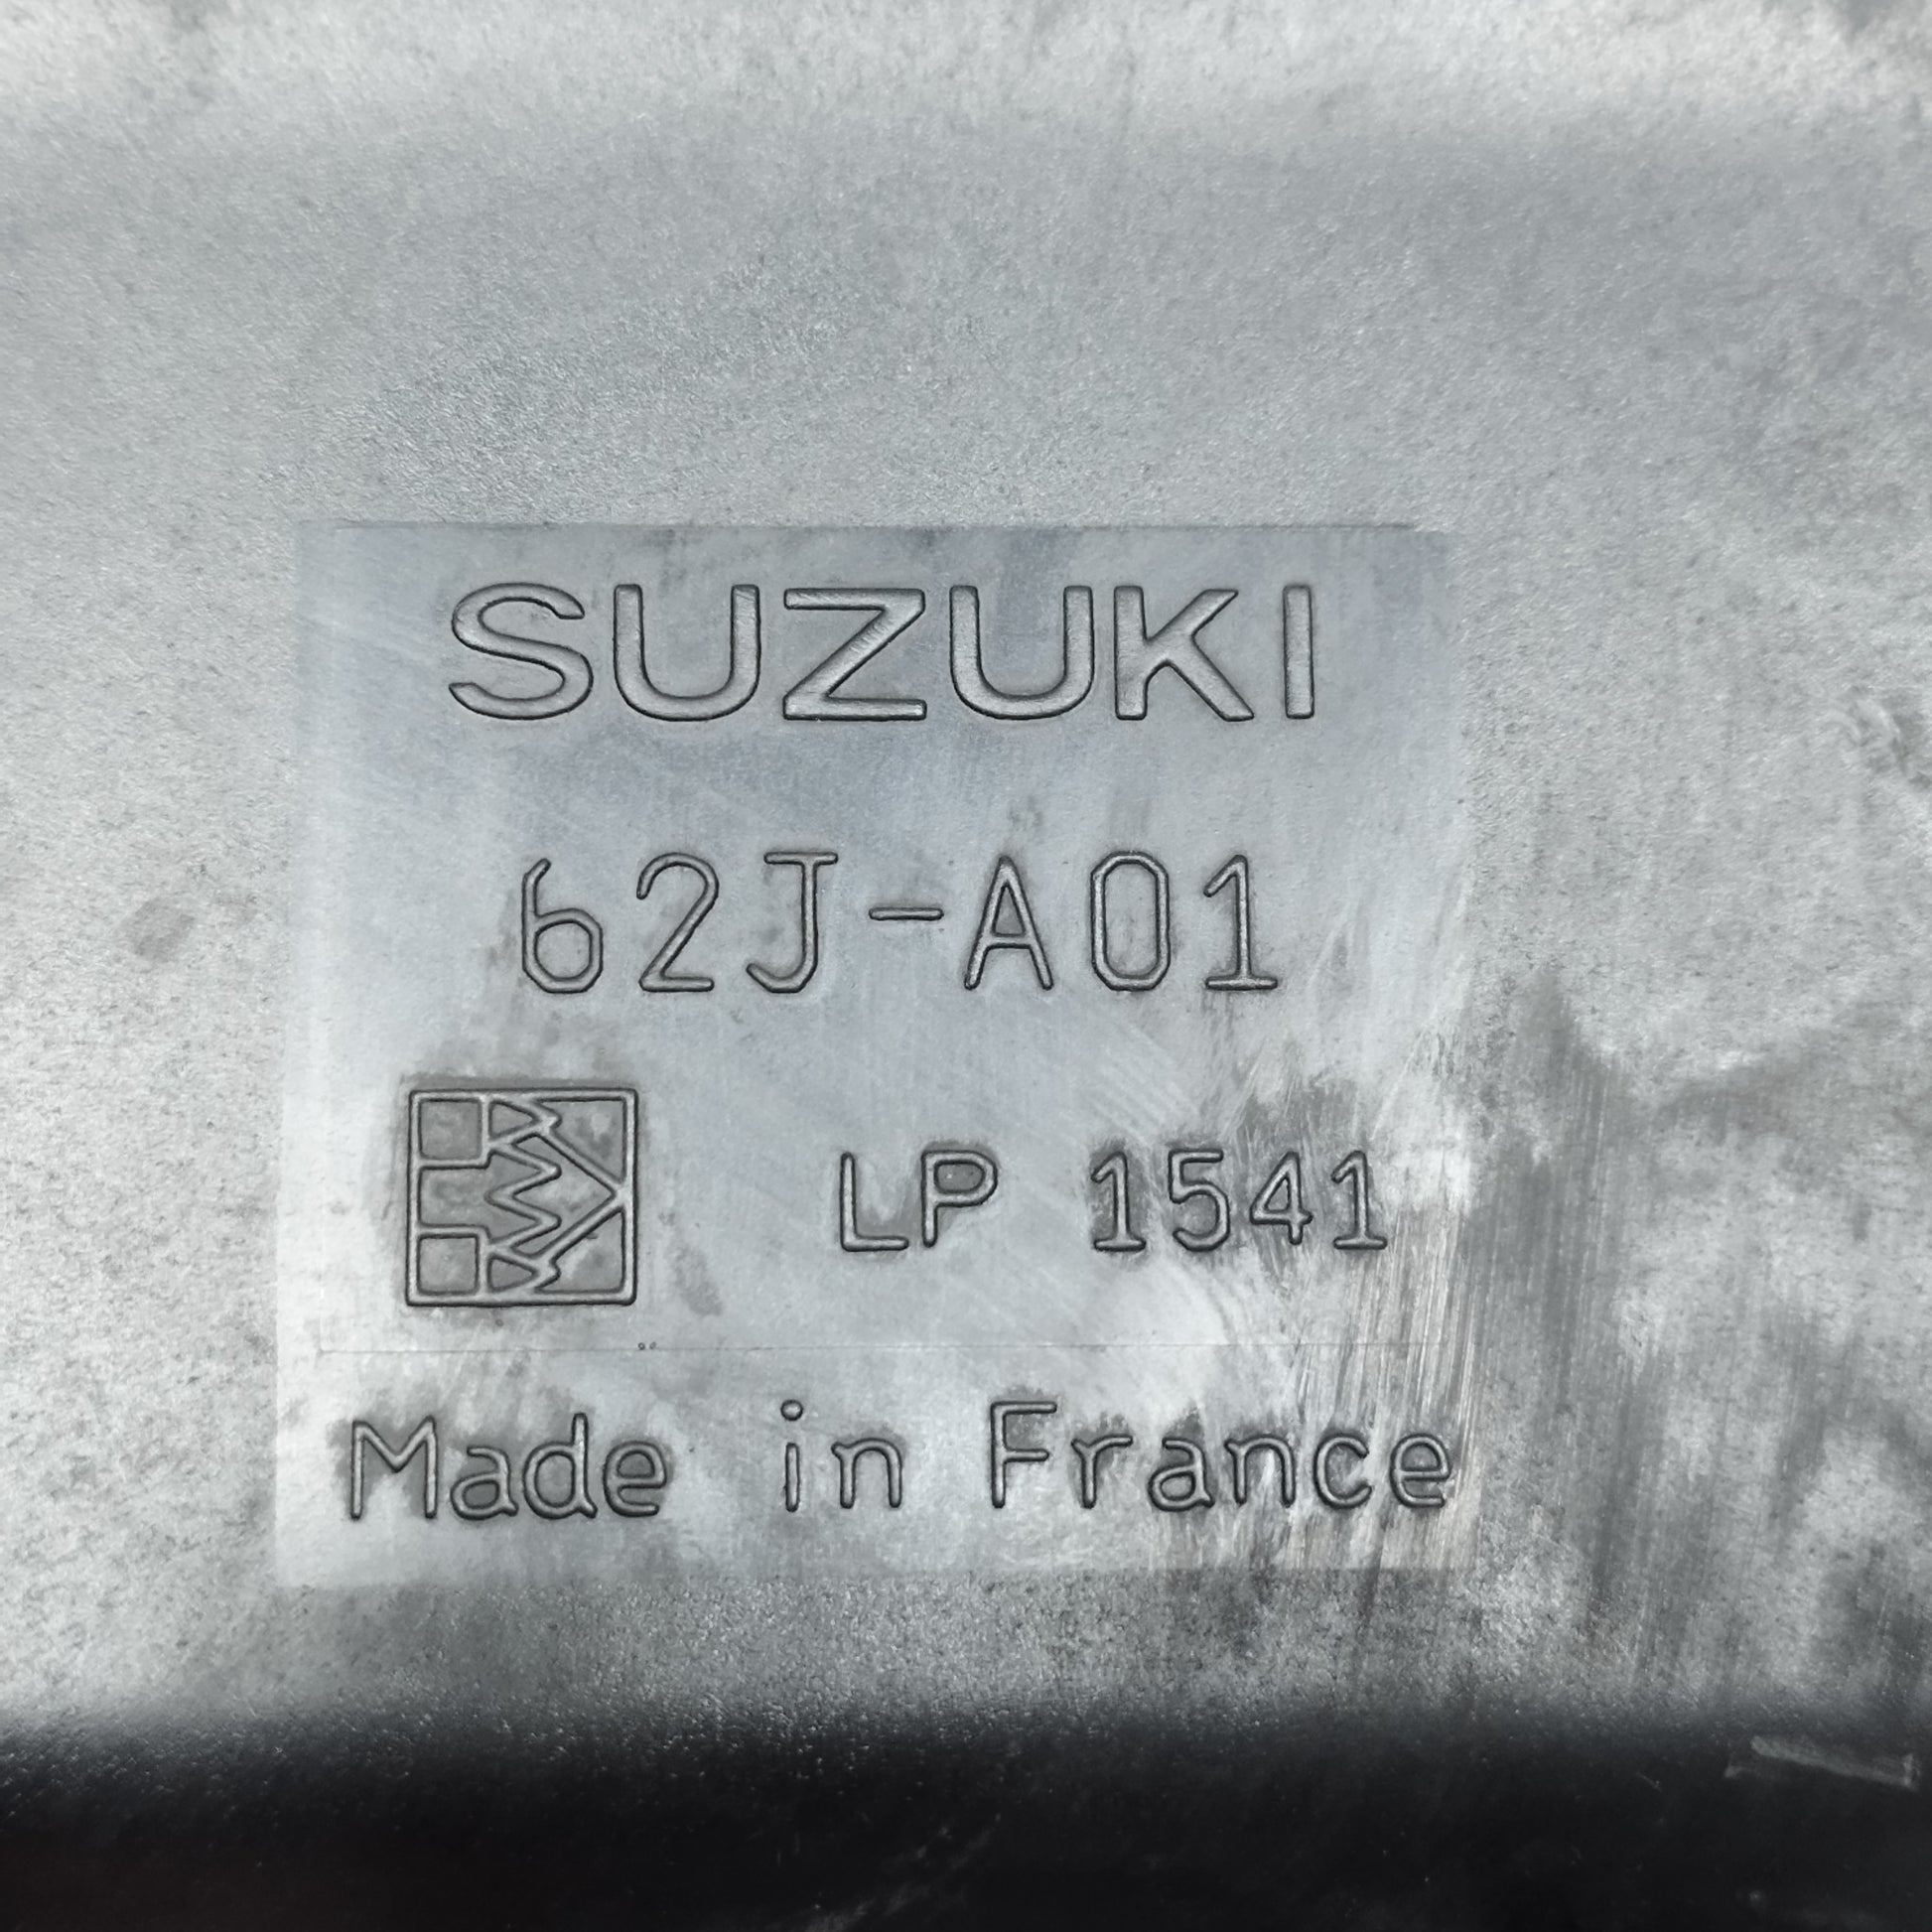 SUZUKI
62J-A01
LP 1541
Made in France